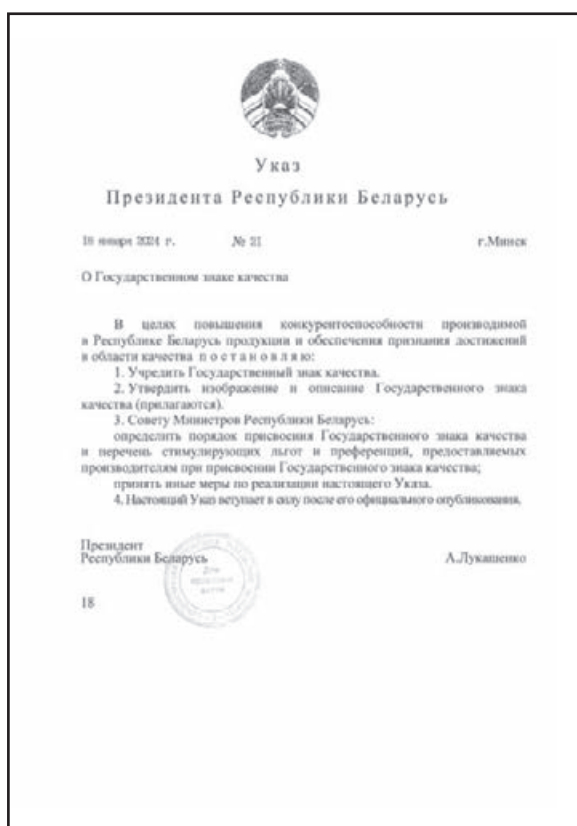 Указ
Президента Республики Беларусь
18 января 2024 г. № 21 г.Минск
О Государственном знаке качества
В целях повышения конкурентоспособности производимой
в Республике Беларусь продукции и обеспечения признания достижений
в области качества п о с т а н о в л я ю:
1. Учредить Государственный знак качества.
2. Утвердить изображение и описание Государственного знака
качества (прилагаются).
3. Совету Министров Республики Беларусь:
определить порядок присвоения Государственного знака качества
и перечень стимулирующих льгот и преференций, предоставляемых
производителям при присвоении Государственного знака качества;
принять иные меры по реализации настоящего Указа.
4. Настоящий Указ вступает в силу после его официального опубликования.
Президент
Республики Беларусь А.Лукашенко
Для
18